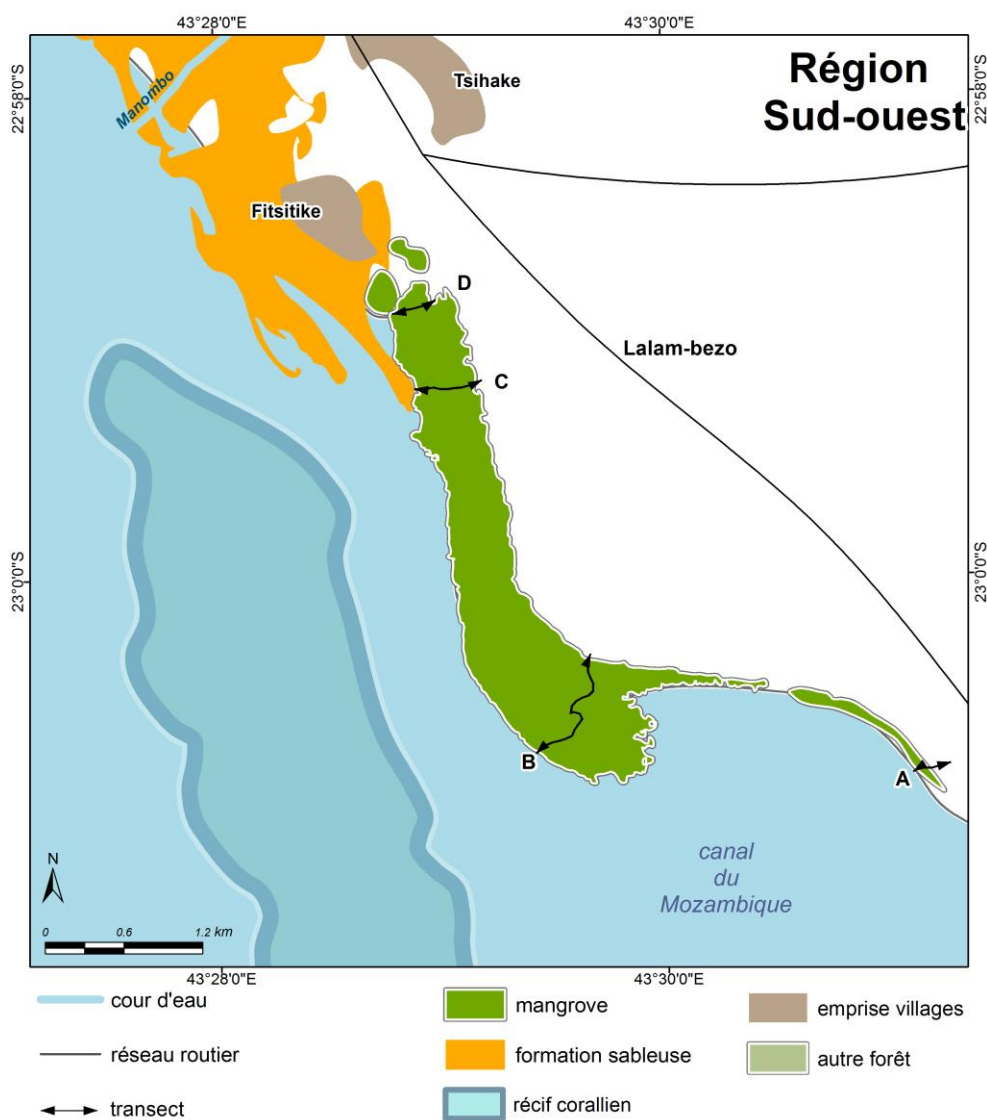 43°28'0"E
43°30'0"E
22°58'0"S
22°58'0"S
Manombo
Tsihake
Région
Sud-ouest
Fitsitike
D
Lalam-bezo
C
23°0'0"S
23°0'0"S
B
A
canal
du
Mozambique
N
0 0.6 1.2 km
43°28'0"E
43°30'0"E
cour d'eau
mangrove
emprise villages
réseau routier
formation sableuse
autre forêt
transect
récif corallien